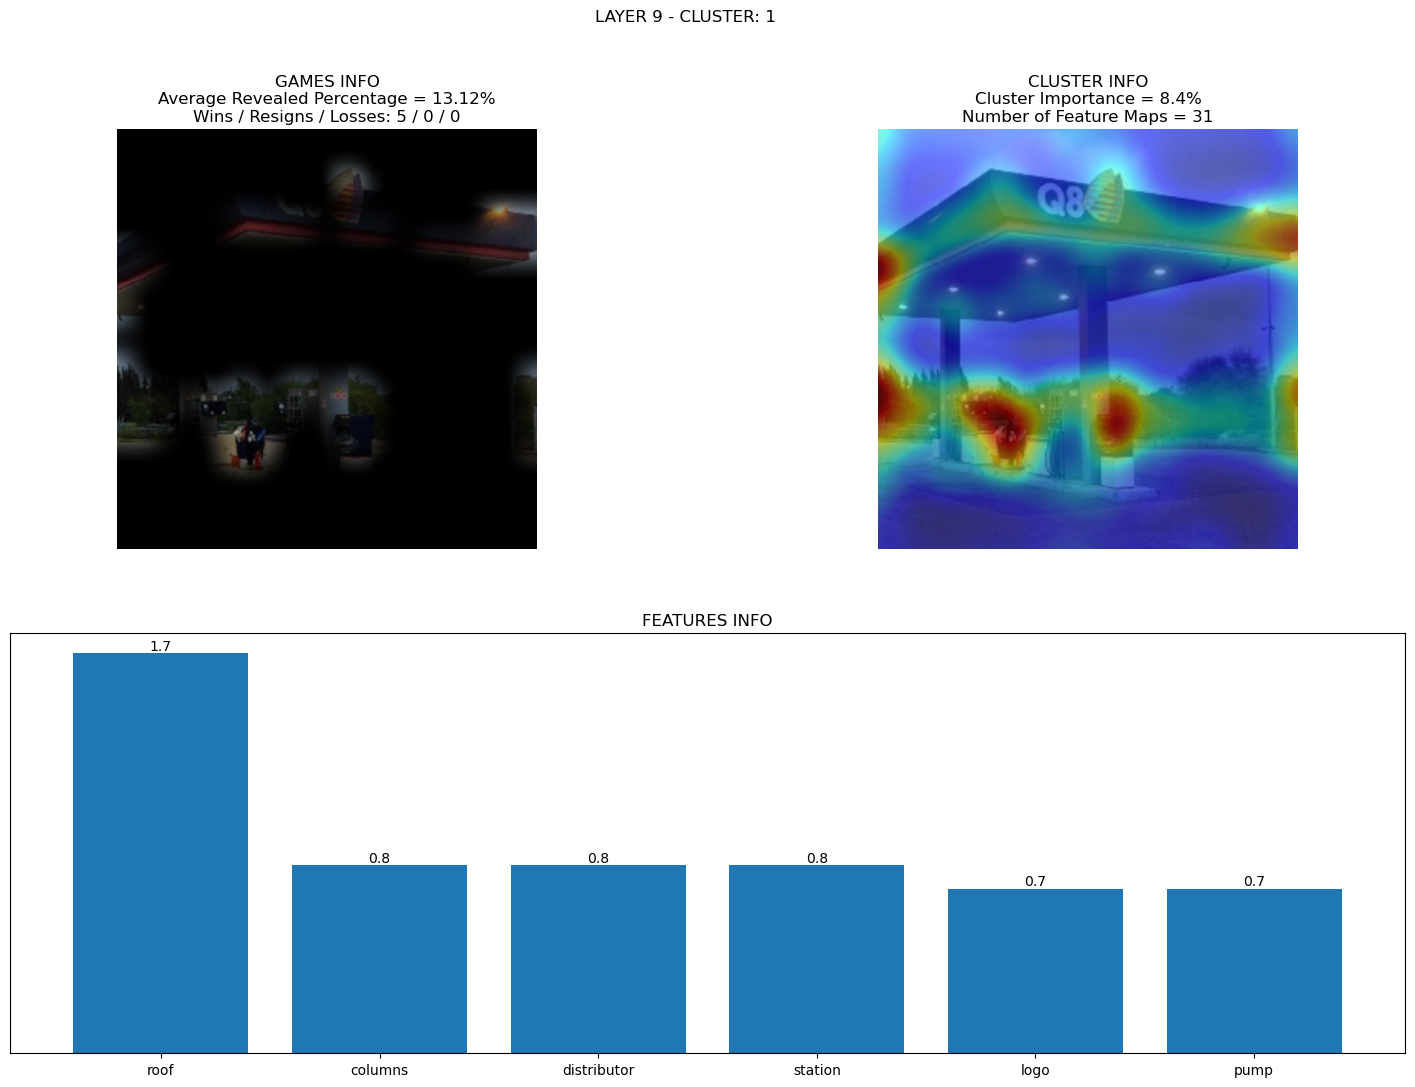 LAYER 9 - CLUSTER: 1
GAMES INFO
Average Revealed Percentage = 13.12%
Wins / Resigns / Losses: 5 / 0 / 0
CLUSTER INFO
Cluster Importance = 8.4%
Number of Feature Maps = 31
Q8
Q8
FEATURES INFO
1.7
0.8
0.8
0.8
0.7
0.7
roof
columns
distributor
station
logo
pump